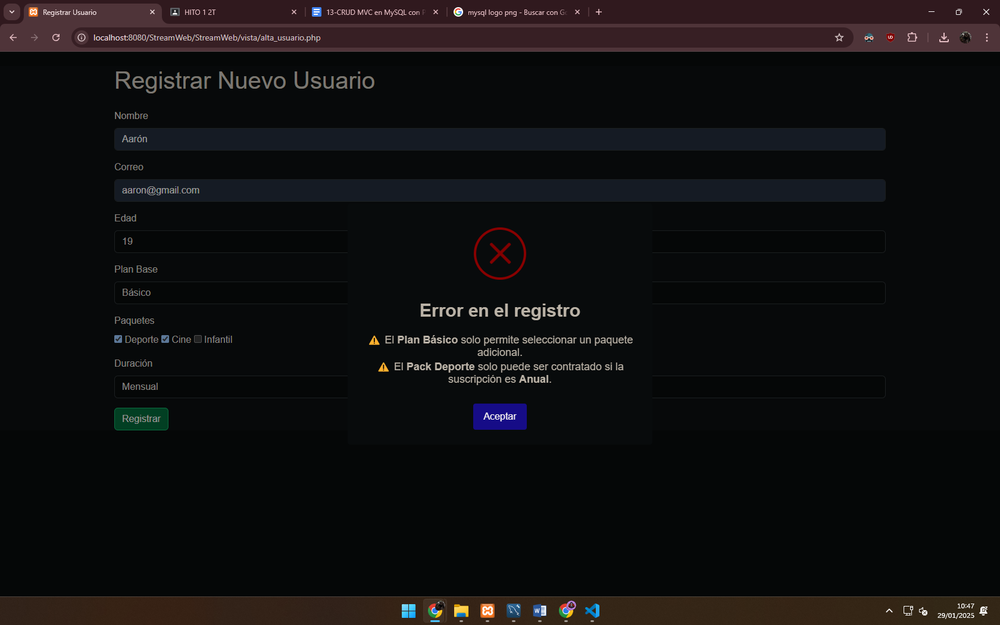 Registrar Usuario
HITO 1 2T
13-CRUD MVC en MySQL con P
mysql logo png - Buscar con Go
localhost:8080/StreamWeb/StreamWeb/vista/alta_usuario.php
Registrar Nuevo Usuario
Nombre
Aarón
Correo
aaron@gmail.com
Edad
19
Plan Base
Básico
Paquetes
Deporte Cine Infantil
Duración
Mensual
Registrar
Error en el registro
El Plan Básico solo permite seleccionar un paquete
adicional.
El Pack Deporte solo puede ser contratado si la
suscripción es Anual.
Aceptar
10:47
29/01/2025